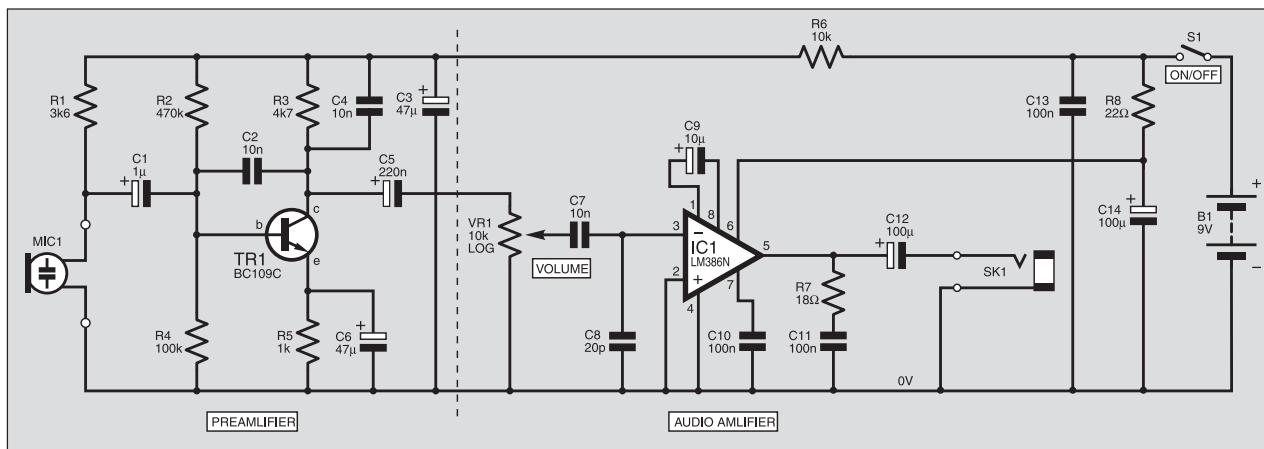 R6
10k
S1
ON/OFF
R1
3k6
R2
470k
R3
4k7
C4
10n
C3
47µ
+
C13
100n
R8
22Ω
C2
10n
C9
10µ
+
C1
1µ
+
C5
220n
+
1
8
6
C7
10n
VR1
10k
LOG
VOLUME
3
−
IC1
LM386N
2
+
4
7
5
C12
100µ
+
C14
100µ
+
B1
9V
+
−
b
c
e
TR1
BC109C
MIC1
SK1
R7
18Ω
R4
100k
R5
1k
C6
47µ
+
C8
20p
C10
100n
C11
100n
0V
PREAMLIFIER
AUDIO AMLIFIER